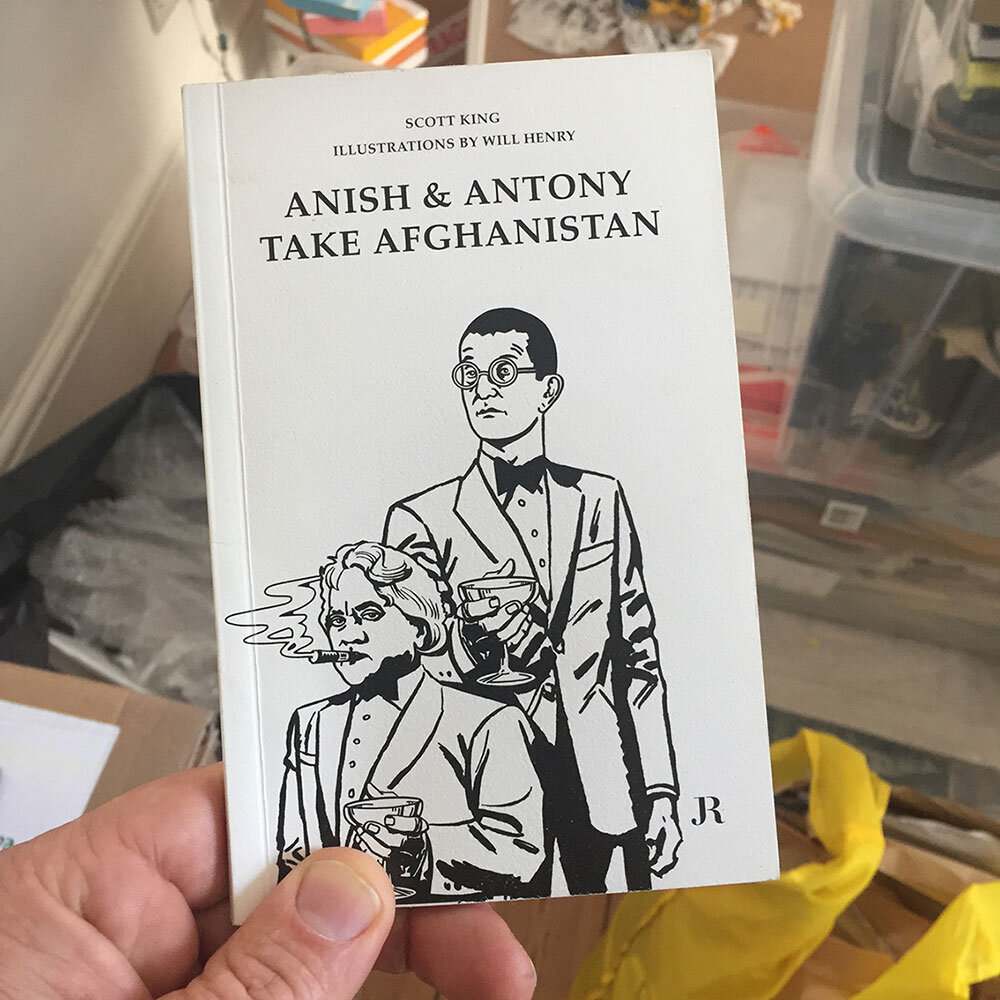 SCOTT KING
ILLUSTRATIONS BY WILL HENRY
ANISH & ANTONY
TAKE AFGHANISTAN
JR